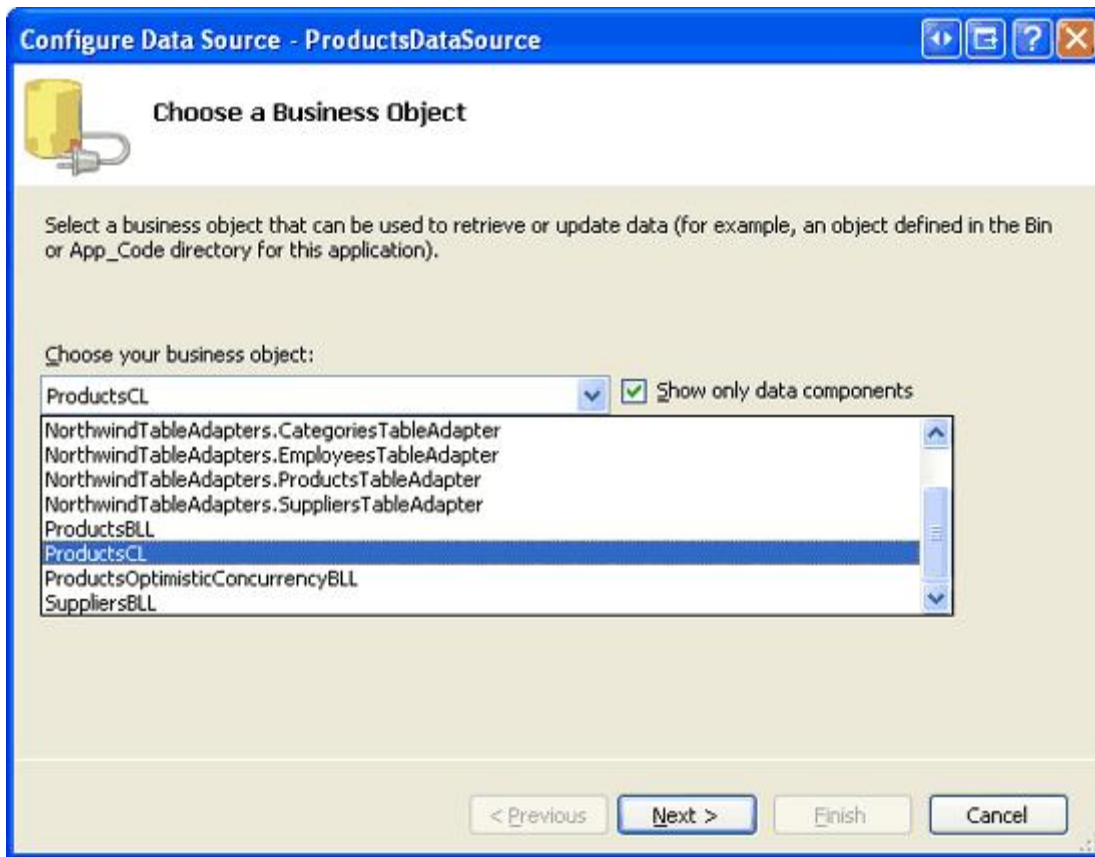 Configure Data Source - ProductsDataSource
Choose a Business Object
Select a business object that can be used to retrieve or update data (for example, an object defined in the Bin
or App_Code directory for this application).
Choose your business object:
ProductsCL
Show only data components
NorthwindTableAdapters.CategoriesTableAdapter
NorthwindTableAdapters.EmployeesTableAdapter
NorthwindTableAdapters.ProductsTableAdapter
NorthwindTableAdapters.SuppliersTableAdapter
ProductsBLL
ProductsCL
ProductsOptimisticConcurrencyBLL
SuppliersBLL
< Previous
Next >
Finish
Cancel